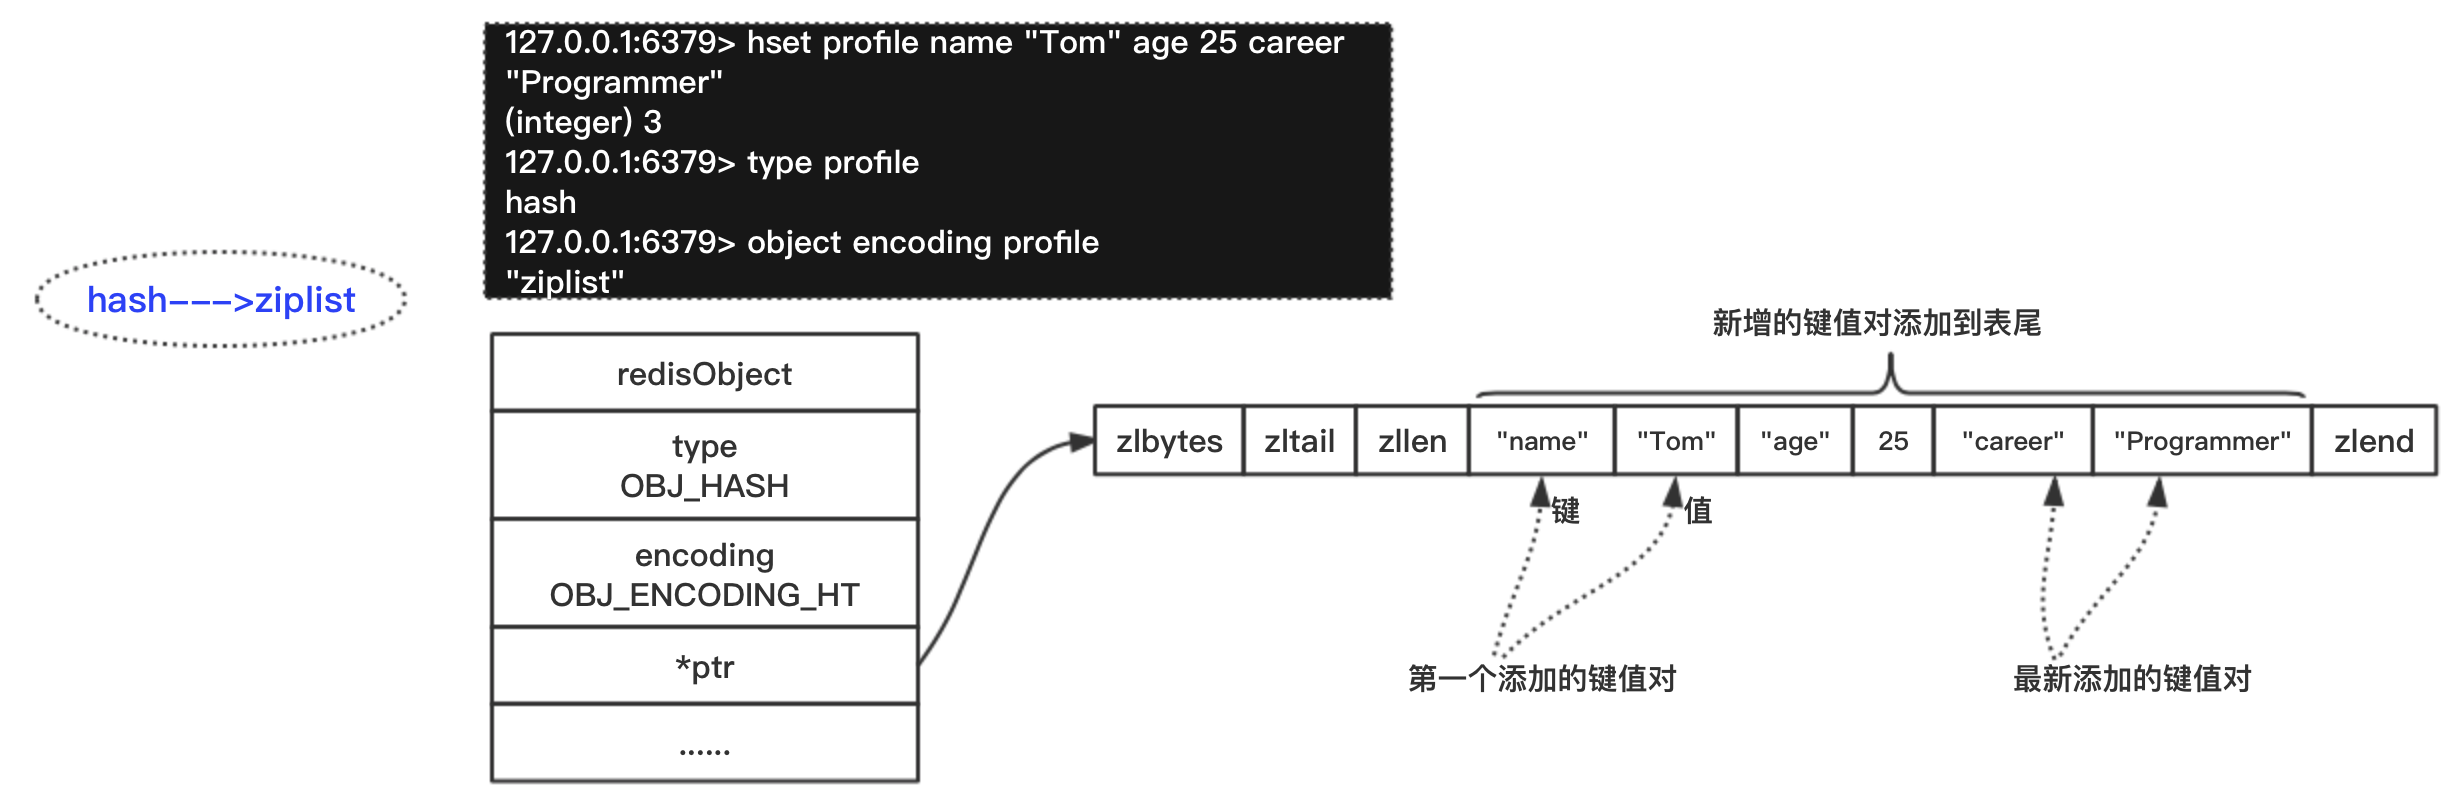 127.0.0.1:6379> hset profile name "Tom" age 25 career
"Programmer"
(integer) 3
127.0.0.1:6379> type profile
hash
127.0.0.1:6379> object encoding profile
"ziplist"
hash--->ziplist
redisObject
type
OBJ_HASH
encoding
OBJ_ENCODING_HT
*ptr
......
新增的键值对添加到表尾
zlbytes zltail zllen "name" "Tom" "age" 25 "career" "Programmer" zlend
键 值
第一个添加的键值对 最新添加的键值对